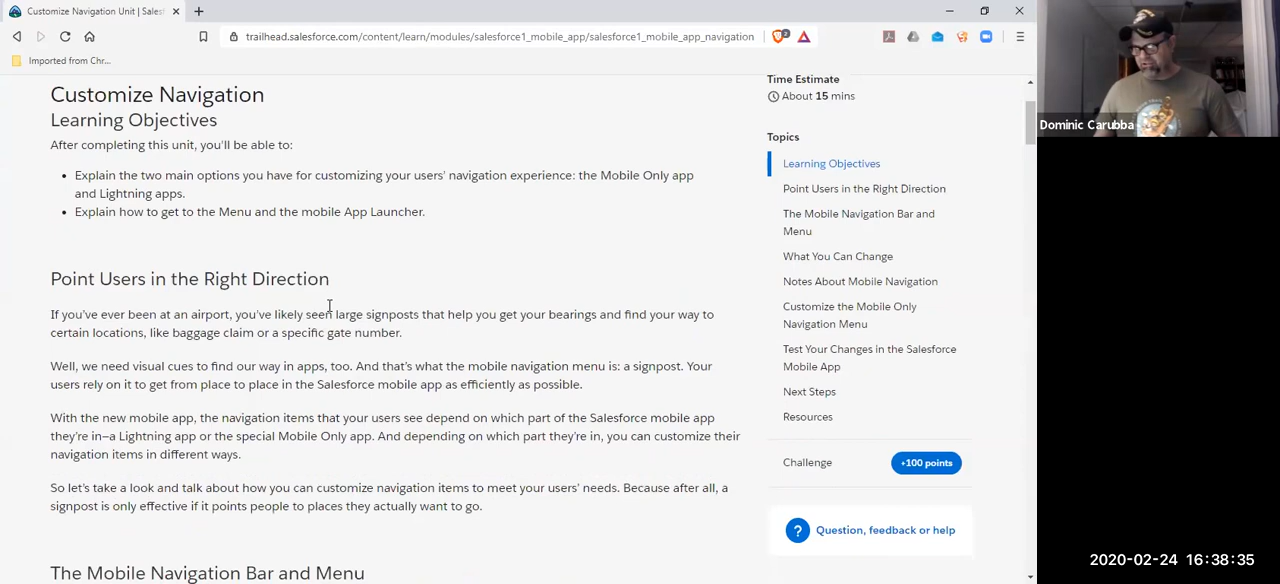 Customize Navigation Unit | Sales
trailhead.salesforce.com/content/learn/modules/salesforce1_mobile_app/salesforce1_mobile_app_navigation
2
Imported from Chr...
Customize Navigation
Learning Objectives
After completing this unit, you'll be able to:
• Explain the two main options you have for customizing your users' navigation experience: the Mobile Only app
and Lightning apps.
• Explain how to get to the Menu and the mobile App Launcher.
Point Users in the Right Direction
If you've ever been at an airport, you've likely seen large signposts that help you get your bearings and find your way to
certain locations, like baggage claim or a specific gate number.
Well, we need visual cues to find our way in apps, too. And that's what the mobile navigation menu is: a signpost. Your
users rely on it to get from place to place in the Salesforce mobile app as efficiently as possible.
With the new mobile app, the navigation items that your users see depend on which part of the Salesforce mobile app
they're in—a Lightning app or the special Mobile Only app. And depending on which part they're in, you can customize their
navigation items in different ways.
So let's take a look and talk about how you can customize navigation items to meet your users' needs. Because after all, a
signpost is only effective if it points people to places they actually want to go.
The Mobile Navigation Bar and Menu
Time Estimate
About 15 mins
Topics
Learning Objectives
Point Users in the Right Direction
The Mobile Navigation Bar and
Menu
What You Can Change
Notes About Mobile Navigation
Customize the Mobile Only
Navigation Menu
Test Your Changes in the Salesforce
Mobile App
Next Steps
Resources
Challenge
+100 points
? Question, feedback or help
Dominic Carubba
2020-02-24 16:38:35